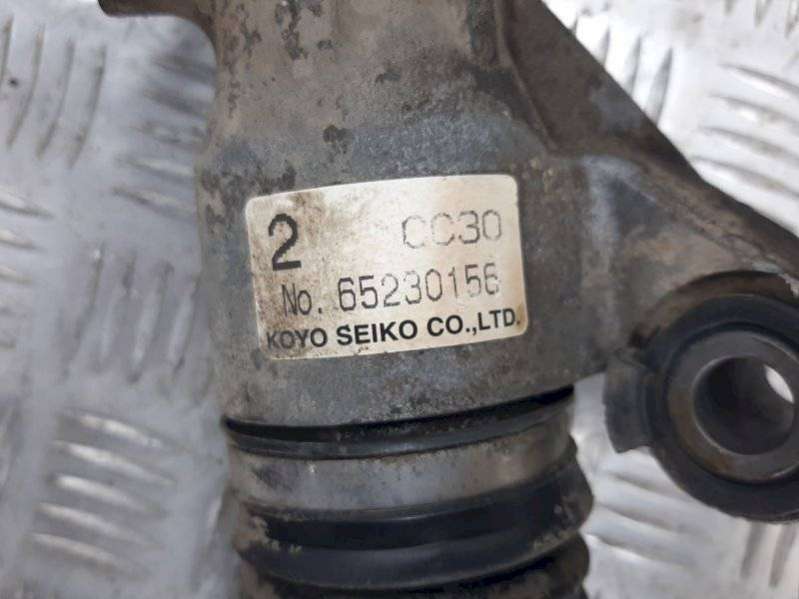 2 CC30
No. 65230156
KOYO SEIKO CO.,LTD.